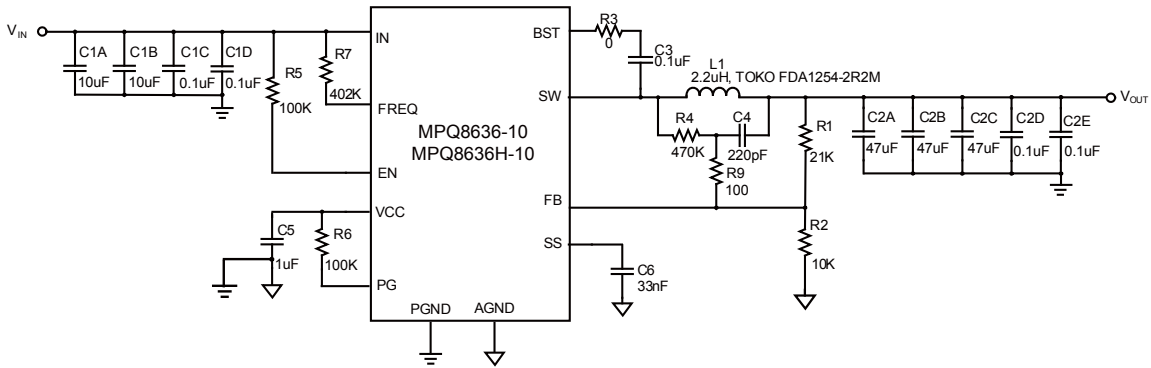 V_IN
C1A
10uF
C1B
10uF
C1C
0.1uF
C1D
0.1uF
R5
100K
R7
402K
IN
FREQ
EN
VCC
PG
C5
1uF
R6
100K
MPQ8636-10
MPQ8636H-10
PGND
AGND
BST
SW
FB
SS
R3
0
C3
0.1uF
L1
2.2uH, TOKO FDA1254-2R2M
R4
470K
C4
220pF
R9
100
R1
21K
R2
10K
C6
33nF
C2A
47uF
C2B
47uF
C2C
47uF
C2D
0.1uF
C2E
0.1uF
V_OUT